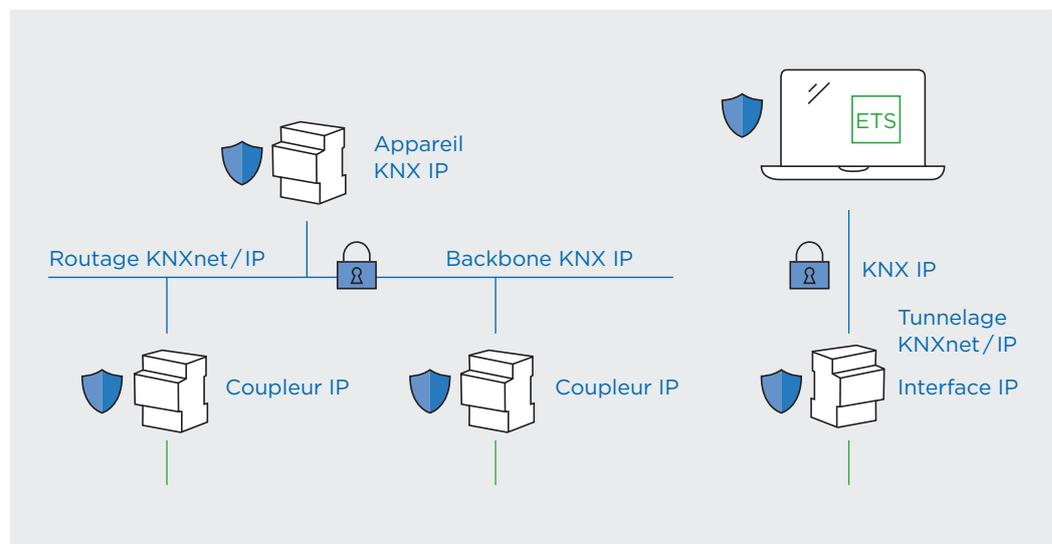 ETS
Appareil
KNX IP
Routage KNXnet/IP
Backbone KNX IP
KNX IP
Tunnelage
KNXnet/IP
Coupleur IP
Coupleur IP
Interface IP